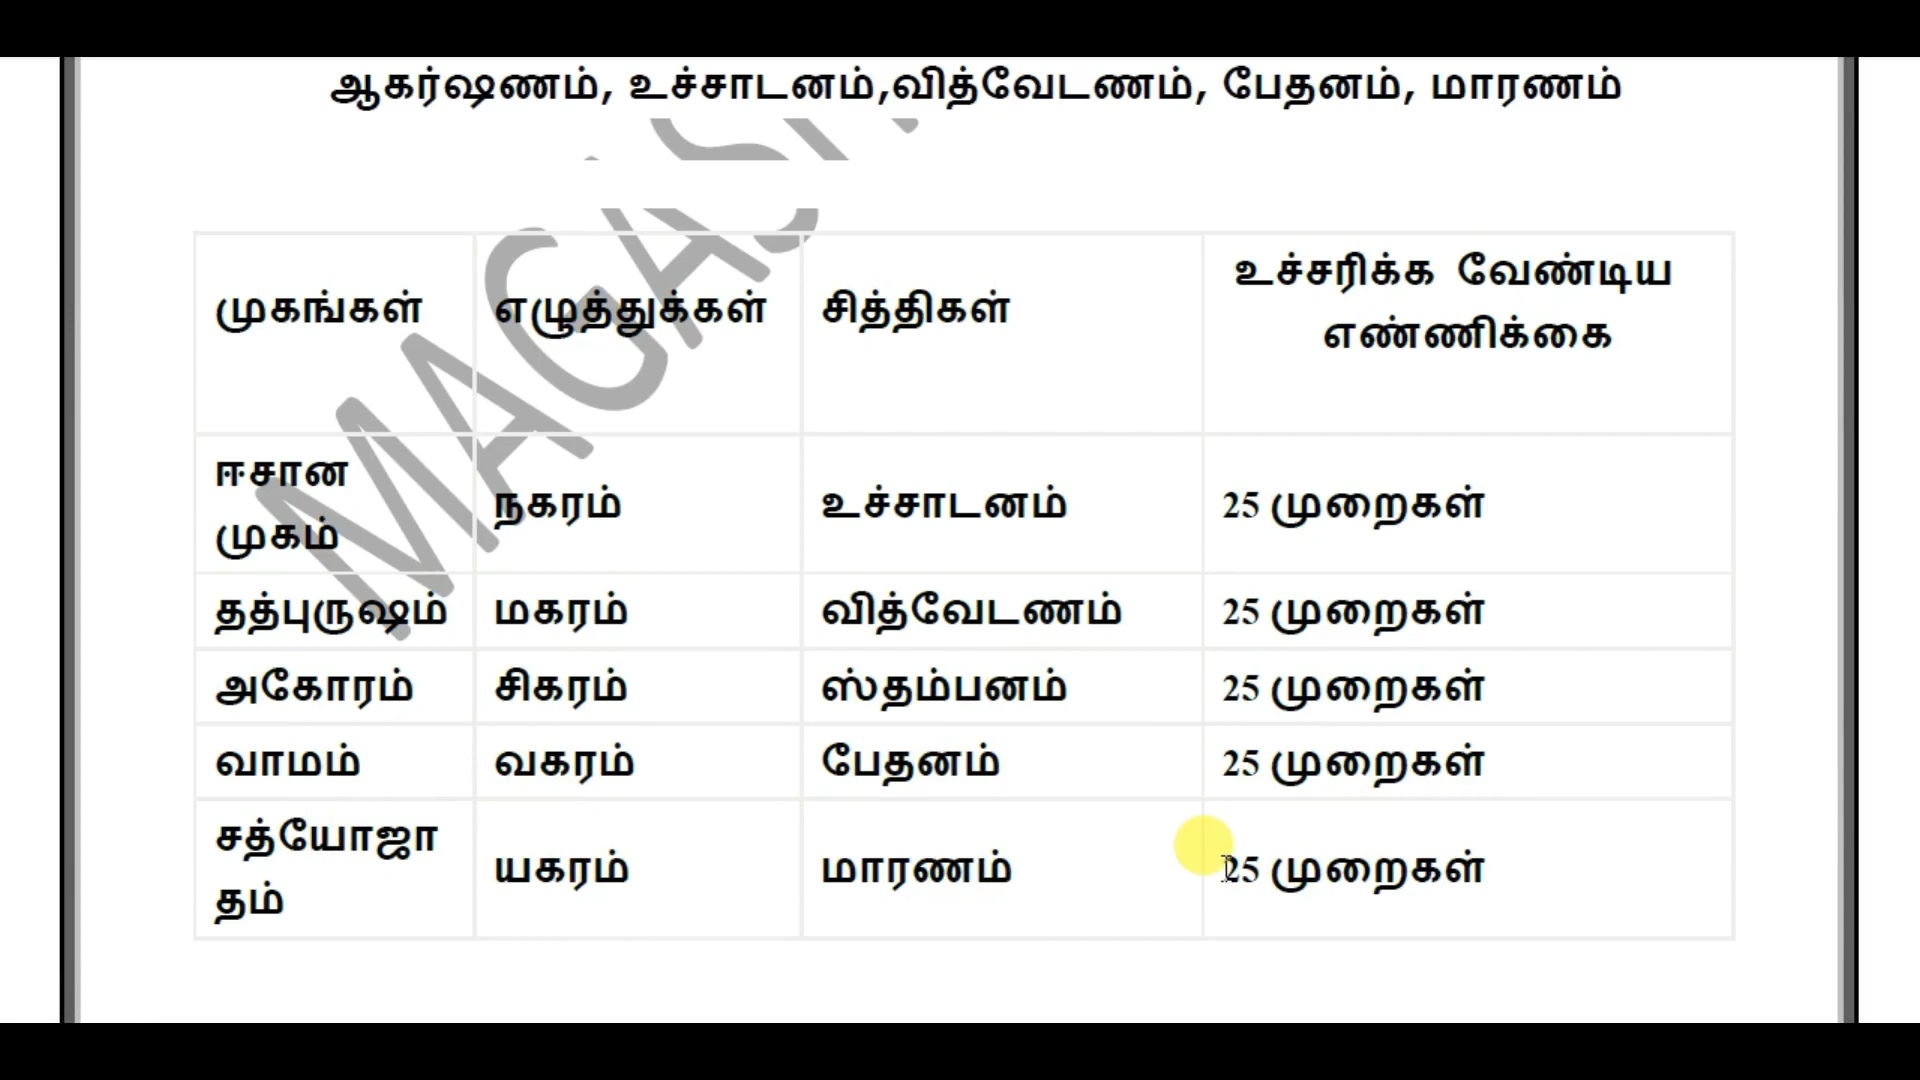 ஆகர்ஷணம், உச்சாடனம்,வித்வேடணம், பேதனம், மாரணம்
முகங்கள் எழுத்துக்கள் சித்திகள் உச்சரிக்க வேண்டிய
எண்ணிக்கை
ஈசான
முகம் நகரம் உச்சாடனம் 25 முறைகள்
தத்புருஷம் மகரம் வித்வேடணம் 25 முறைகள்
அகோரம் சிகரம் ஸ்தம்பனம் 25 முறைகள்
வாமம் வகரம் பேதனம் 25 முறைகள்
சத்யோஜா
தம் யகரம் மாரணம் 25 முறைகள்